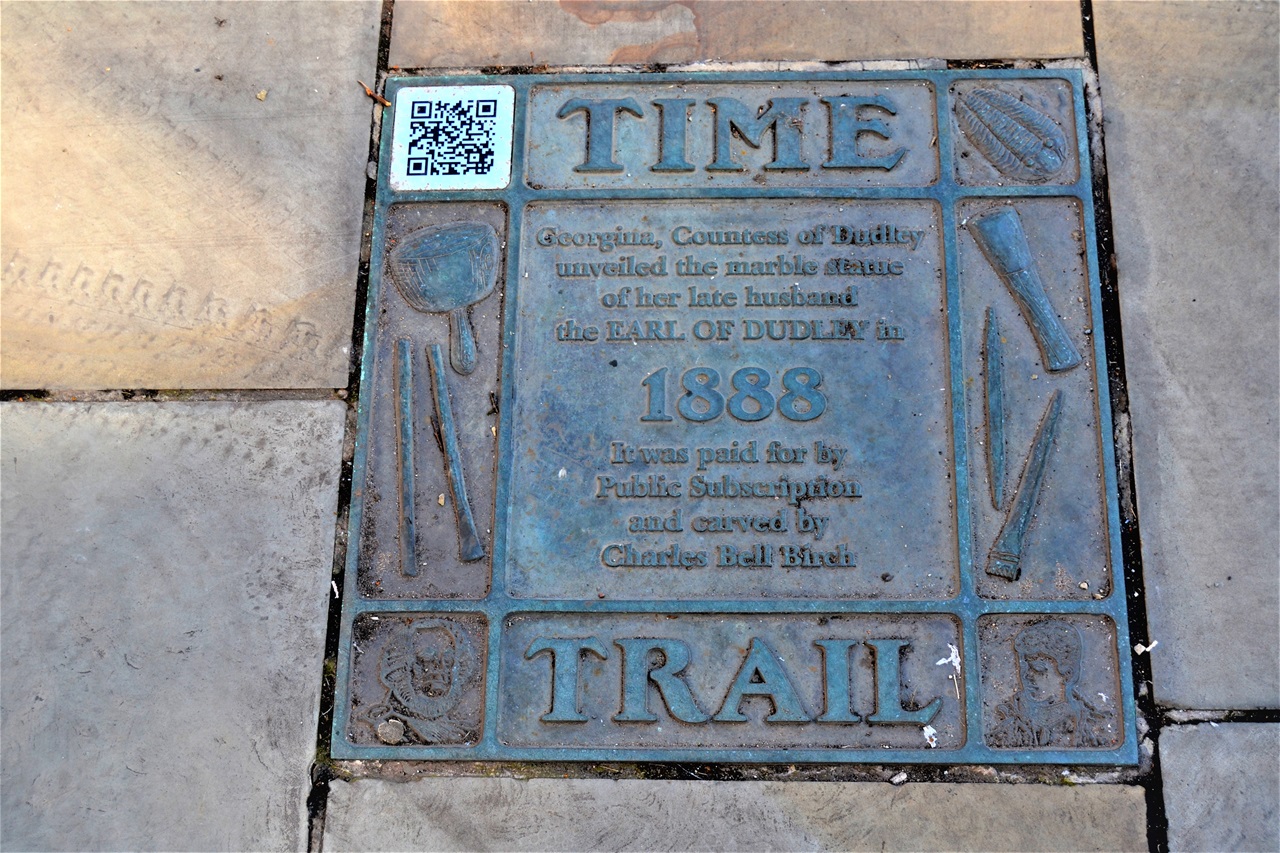 TIME
Georgina, Countess of Dudley
unveiled the marble statue
of her late husband
the EARL OF DUDLEY in
1888
It was paid for by
Public Subscription
and carved by
Charles Bell Birch
TRAIL